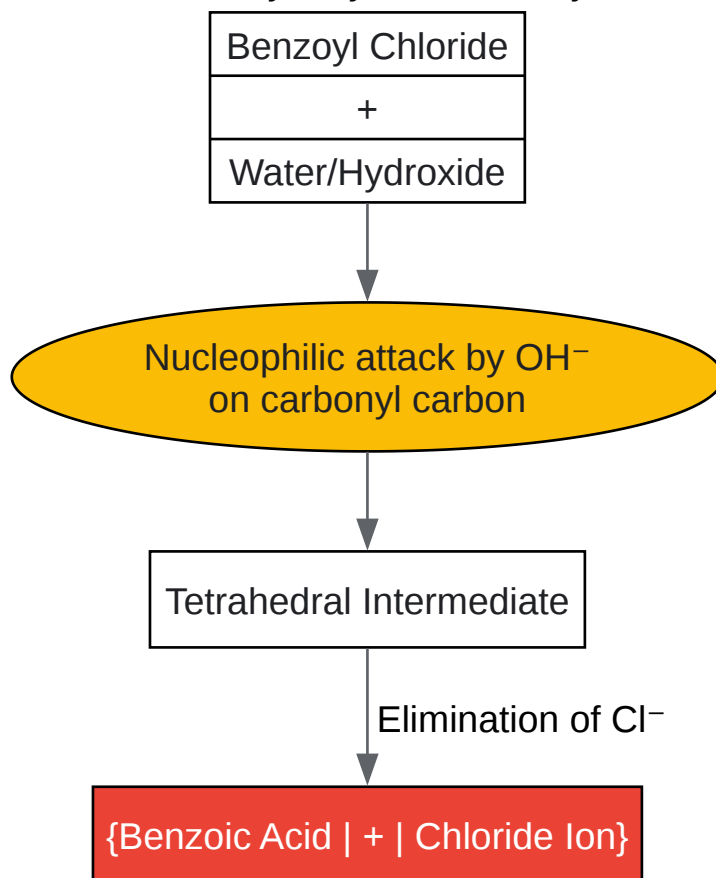 Benzoyl Chloride
+
Water/Hydroxide
Nucleophilic attack by OH⁻
on carbonyl carbon
Tetrahedral Intermediate
Elimination of Cl⁻
{Benzoic Acid | + | Chloride Ion}